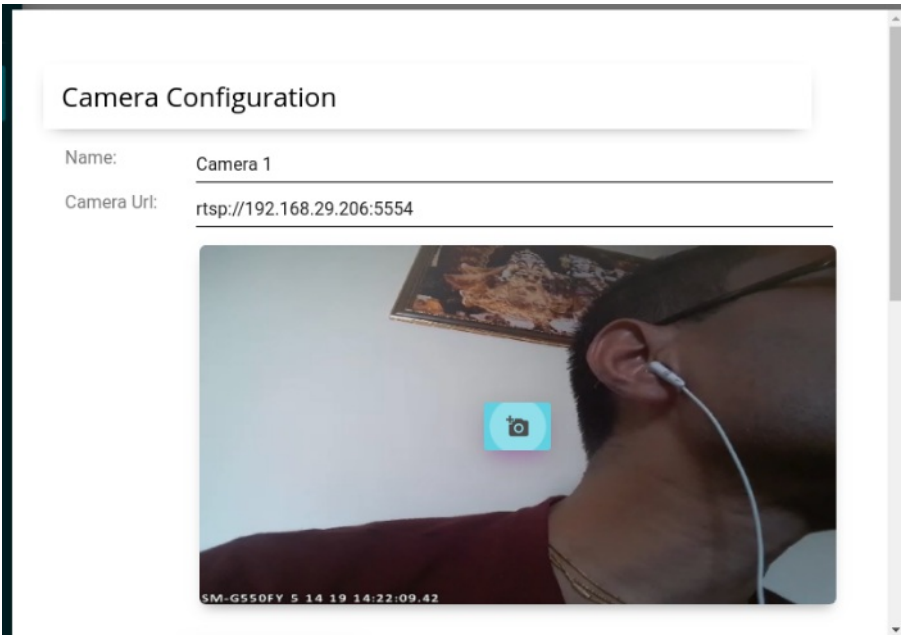 Camera Configuration
Name: Camera 1
Camera Url: rtsp://192.168.29.206:5554
SM-G550FY 5 14 19 14:22:09.42